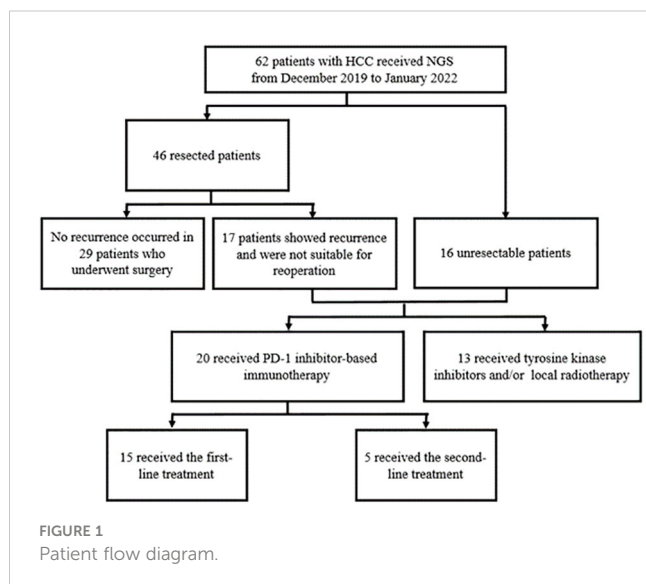 62 patients with HCC received NGS
from December 2019 to January 2022
46 resected patients
No recurrence occurred in
29 patients who
underwent surgery
17 patients showed recurrence
and were not suitable for
reoperation
16 unresectable patients
20 received PD-1 inhibitor-based
immunotherapy
13 received tyrosine kinase
inhibitors and/or local radiotherapy
15 received the first-
line treatment
5 received the second-
line treatment
FIGURE 1
Patient flow diagram.